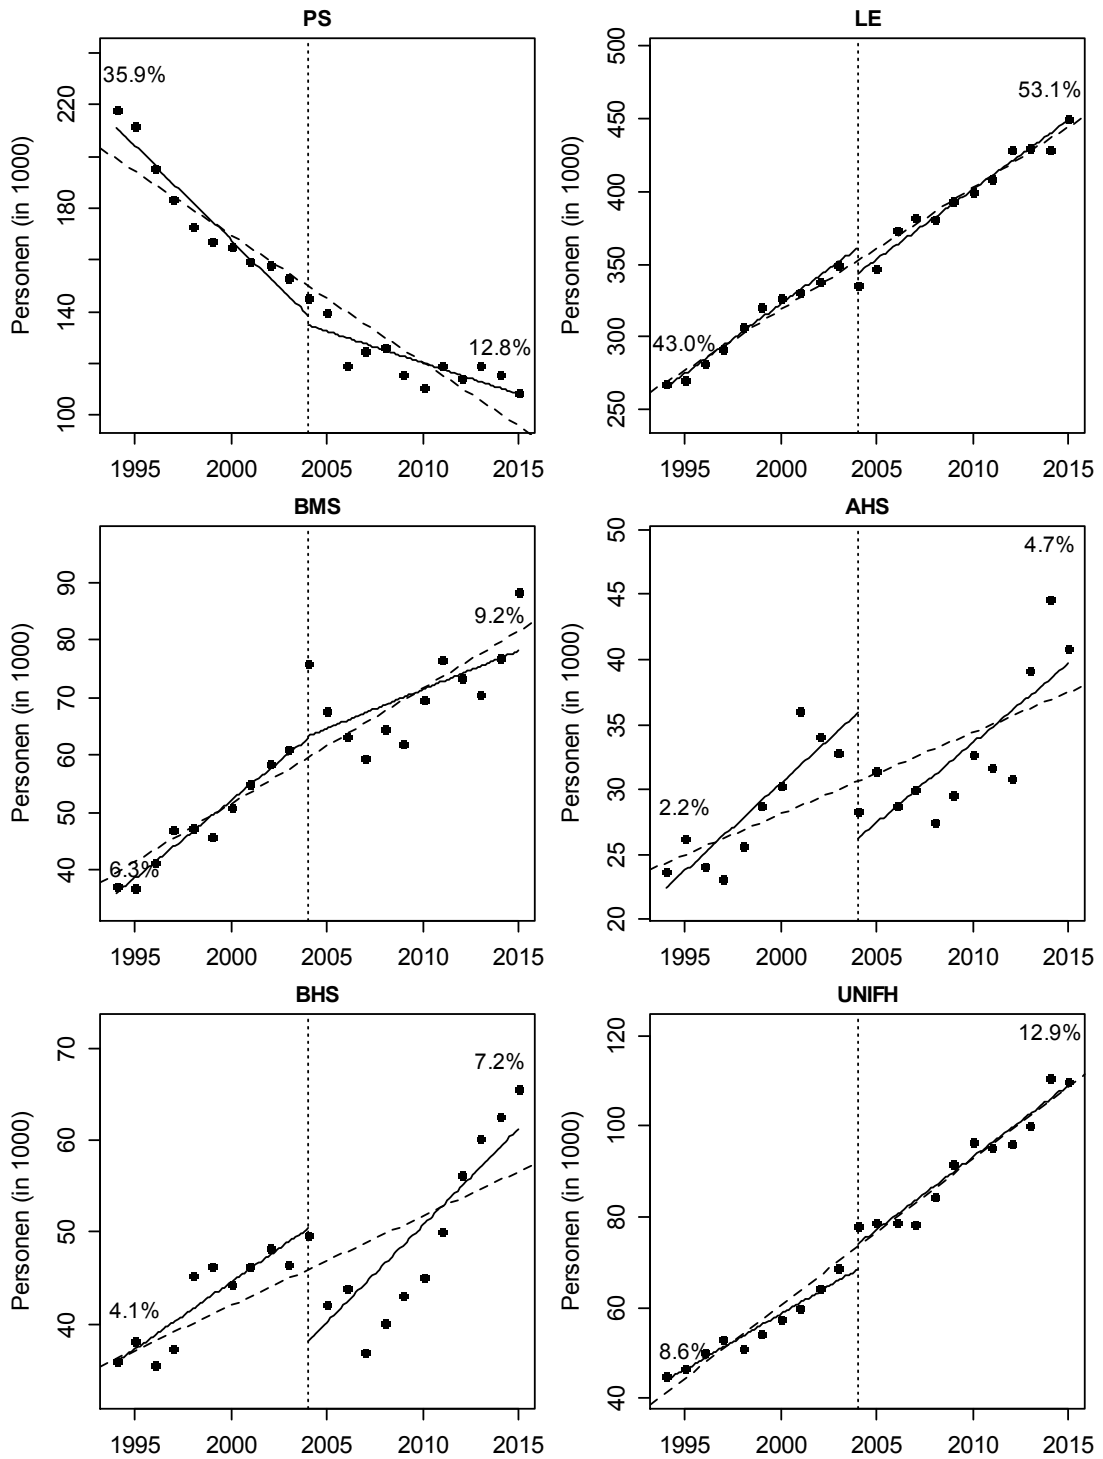 PS
Personen (in 1000)
220
180
140
100
35.9%
12.8%
1995 2000 2005 2010 2015
LE
Personen (in 1000)
500
450
400
350
300
250
53.1%
43.0%
1995 2000 2005 2010 2015
BMS
Personen (in 1000)
90
80
70
60
50
40
9.2%
6.3%
1995 2000 2005 2010 2015
AHS
Personen (in 1000)
50
45
40
35
30
25
20
4.7%
2.2%
1995 2000 2005 2010 2015
BHS
Personen (in 1000)
70
60
50
40
7.2%
4.1%
1995 2000 2005 2010 2015
UNIFH
Personen (in 1000)
120
100
80
60
40
12.9%
8.6%
1995 2000 2005 2010 2015